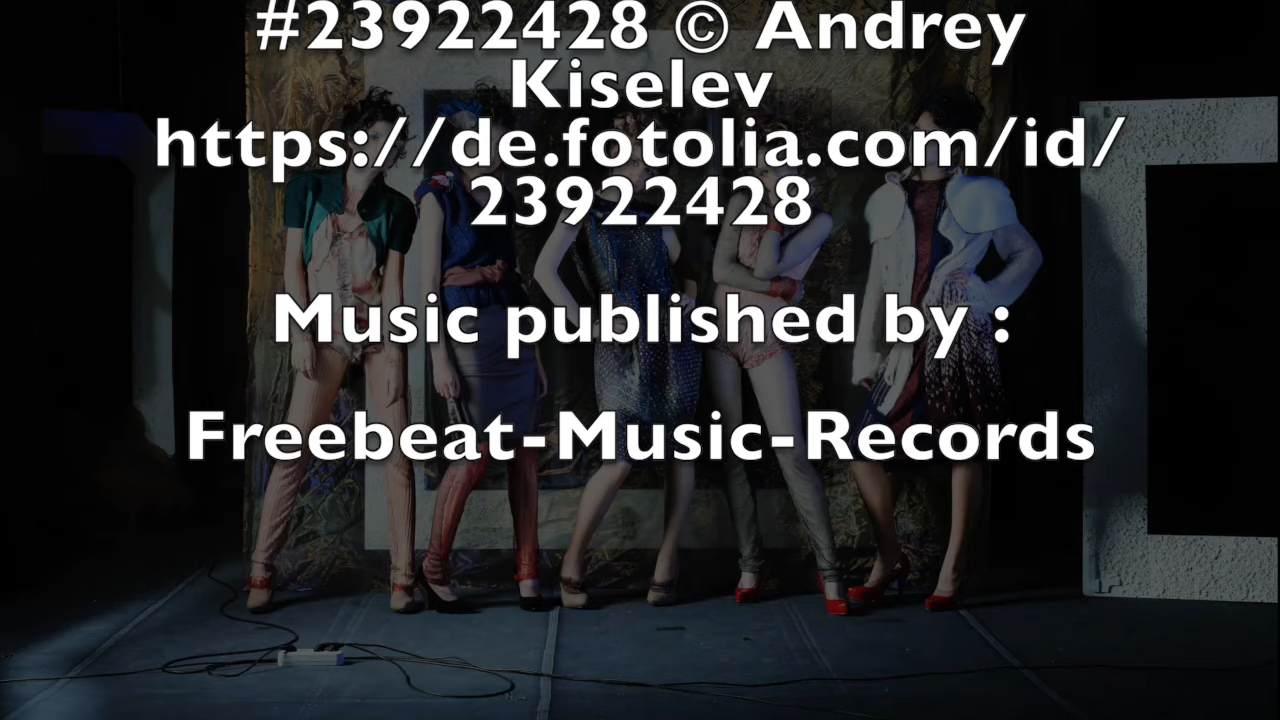 #23922428 © Andrey
Kiselev
https://de.fotolia.com/id/
23922428
Music published by :
Freebeat-Music-Records